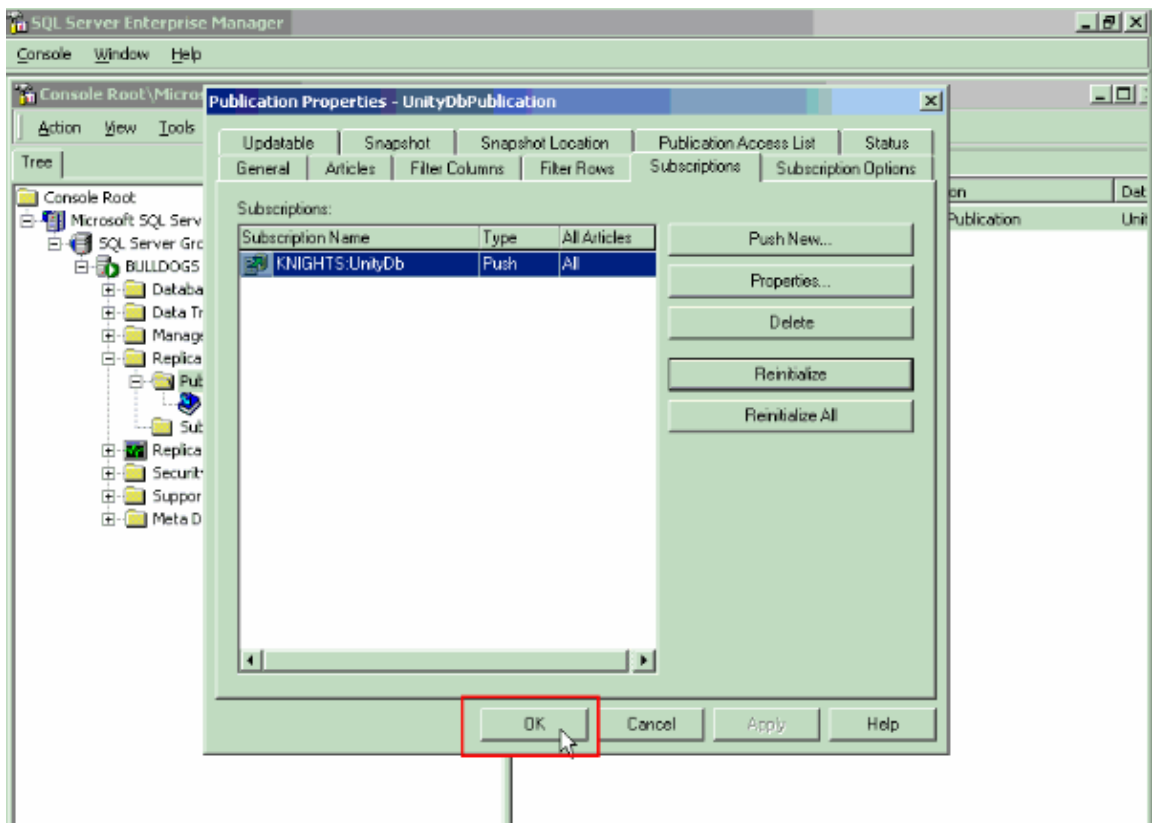 SQL Server Enterprise Manager
Console Window Help
Console Root\Micros
Action View Tools
Tree
Console Root
Microsoft SQL Serv
SQL Server Gro
BULLDOGS
Databa
Data Tr
Manage
Replica
Pub
Sub
Replica
Securit
Suppor
Meta D
Publication Properties - UnityDbPublication
Updatable Snapshot Snapshot Location Publication Access List Status
General Articles Filter Columns Filter Rows Subscriptions Subscription Options
Subscriptions:
Subscription Name Type All Articles
KNIGHTS:UnityDb Push All
Push New...
Properties...
Delete
Reinitialize
Reinitialize All
OK Cancel Apply Help
on Dat
Publication Unit